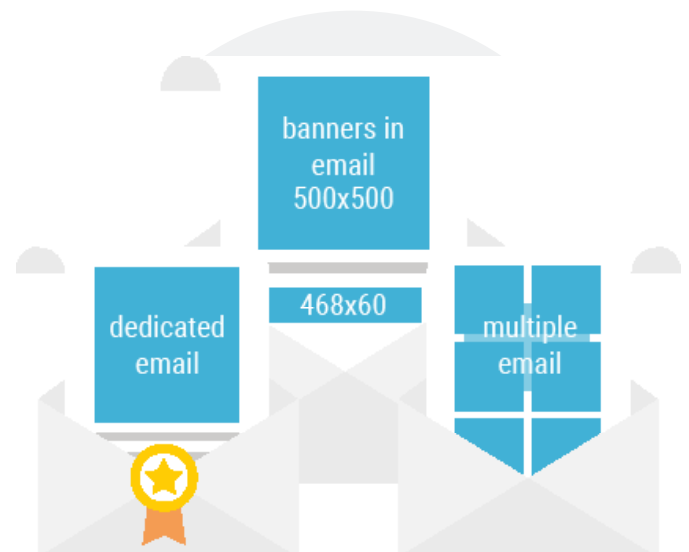 banners in
email
500x500
468x60
dedicated
email
multiple
email